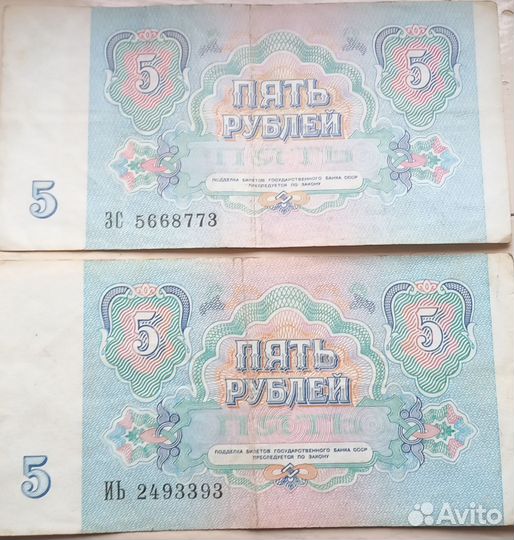 5 5
ПЯТЬ
РУБЛЕЙ
ПОДДЕЛКА БИЛЕТОВ ГОСУДАРСТВЕННОГО БАНКА СССР
ПРЕСЛЕДУЕТСЯ ПО ЗАКОНУ
5
ЗС 5668773
5 5
ПЯТЬ
РУБЛЕЙ
ПОДДЕЛКА БИЛЕТОВ ГОСУДАРСТВЕННОГО БАНКА СССР
ПРЕСЛЕДУЕТСЯ ПО ЗАКОНУ
5
ИЬ 2493393
Avito